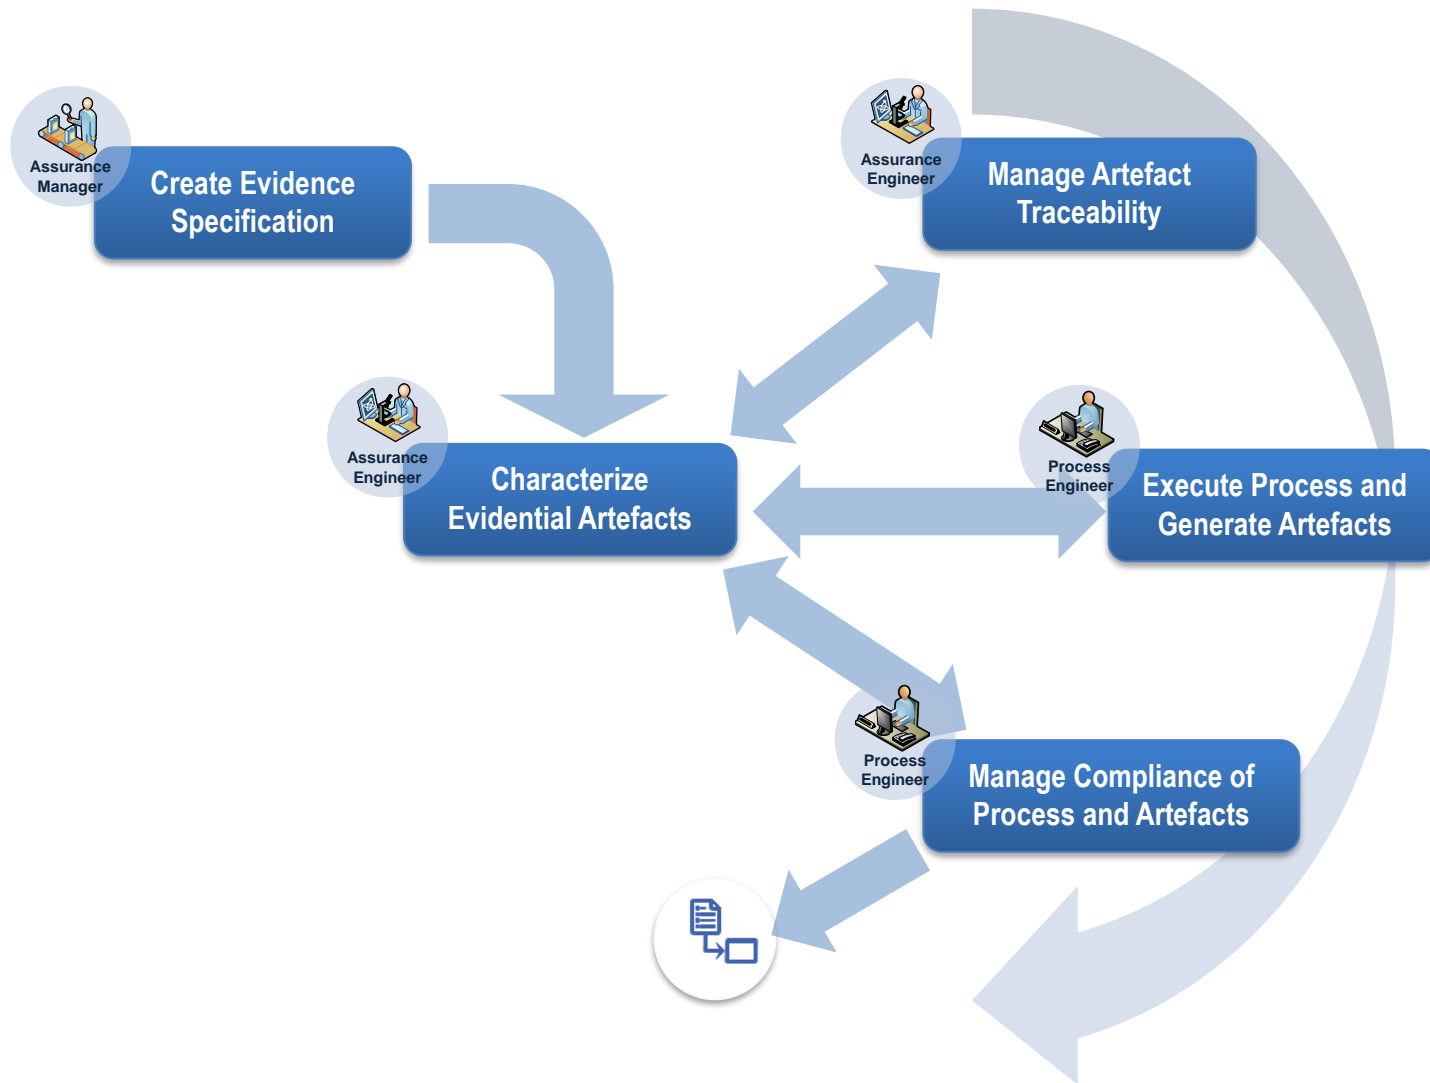 Assurance
Manager
Create Evidence
Specification
Assurance
Engineer
Manage Artefact
Traceability
Assurance
Engineer
Characterize
Evidential Artefacts
Process
Engineer
Execute Process and
Generate Artefacts
Process
Engineer
Manage Compliance of
Process and Artefacts